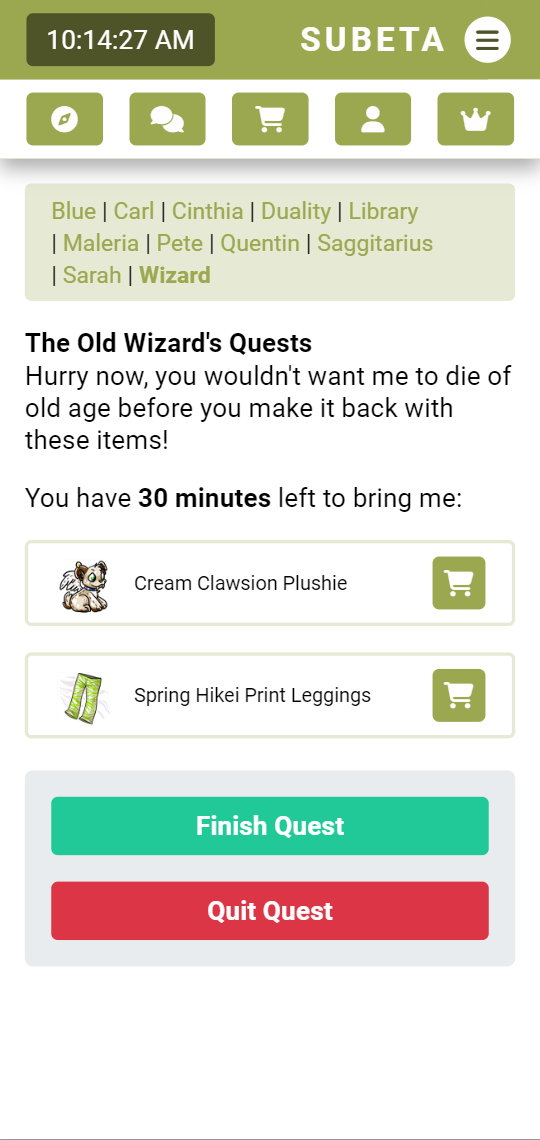 10:14:27 AM
SUBETA
Blue | Carl | Cinthia | Duality | Library
| Maleria | Pete | Quentin | Saggitarius
| Sarah | Wizard
The Old Wizard's Quests
Hurry now, you wouldn't want me to die of
old age before you make it back with
these items!
You have 30 minutes left to bring me:
Cream Clawsion Plushie
Spring Hikei Print Leggings
Finish Quest
Quit Quest